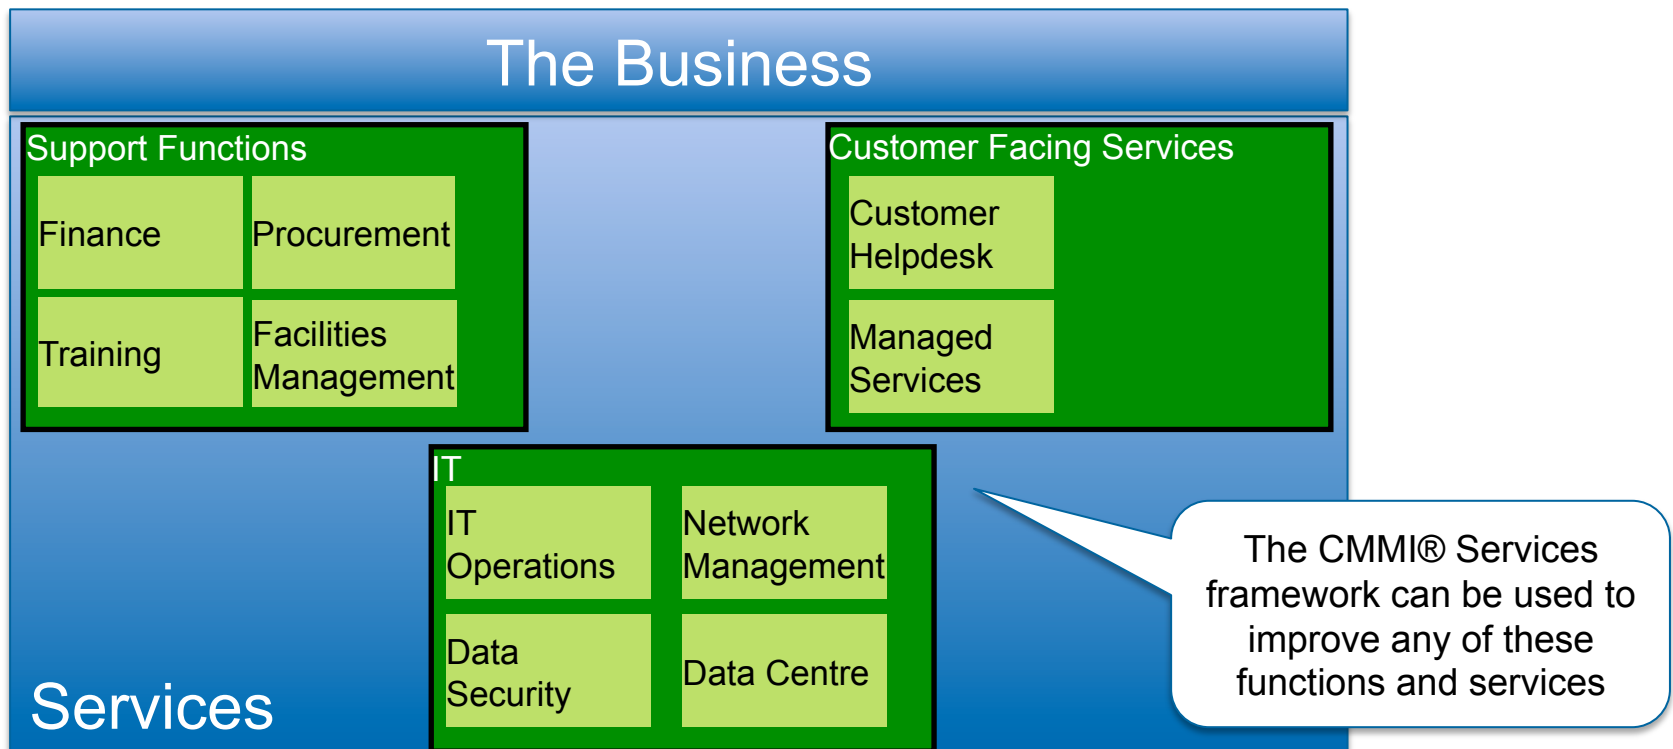 The Business
Support Functions
Finance
Procurement
Training
Facilities
Management
Customer Facing Services
Customer
Helpdesk
Managed
Services
IT
IT
Operations
Network
Management
Data
Security
Data Centre
Services
The CMMI® Services
framework can be used to
improve any of these
functions and services